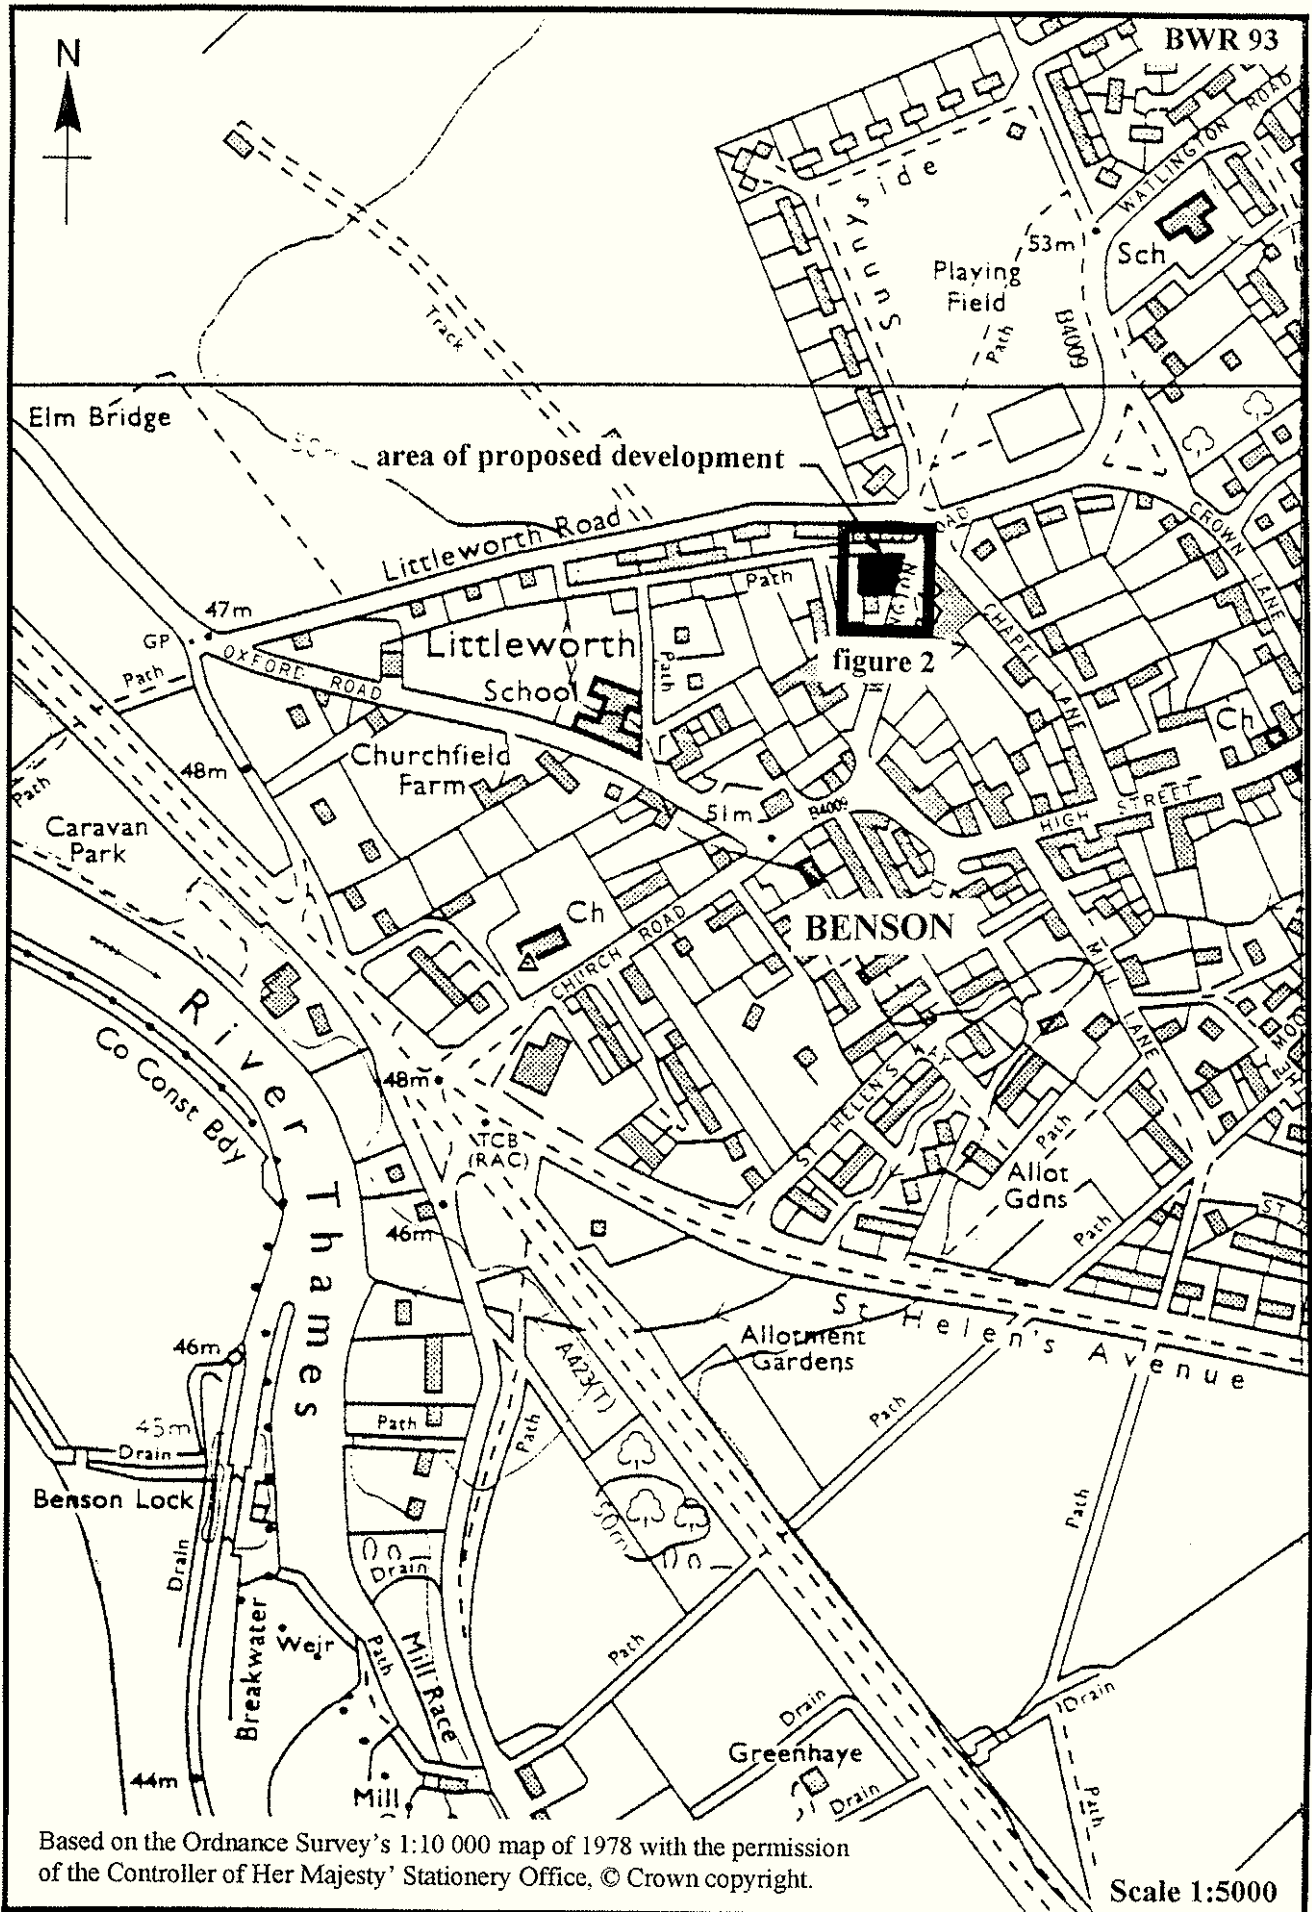 BWR 93
N
WATLINGTON ROAD
Sunnyside
53m
Sch
Playing
Field
Path
B4009
Track
Elm Bridge
area of proposed development
Littleworth Road
CROWN LANE
Path
47m
GP
Littleworth
CHAPEL LANE
figure 2
OXFORD ROAD
Path
Path
School
Ch
Churchfield
Farm
48m
Path
51m
B4009
HIGH STREET
Caravan
Park
Ch
CHURCH ROAD
BENSON
MILL LANE
River Thames
Co Const Bdy
48m
TCB
(RAC)
ST HELEN'S WAY
Path
Allot
Gdns
Path
ST
46m
St Helen's Avenue
46m
Allotment
Gardens
A423(T)
Path
Path
Path
45m
Drain
Benson Lock
50m
Path
Drain
Drain
Breakwater
Weir
Path
Mill Race
Path
Drain
Drain
Greenhaye
44m
Mill
Drain
Path
Based on the Ordnance Survey's 1:10 000 map of 1978 with the permission
of the Controller of Her Majesty' Stationery Office, © Crown copyright.
Scale 1:5000